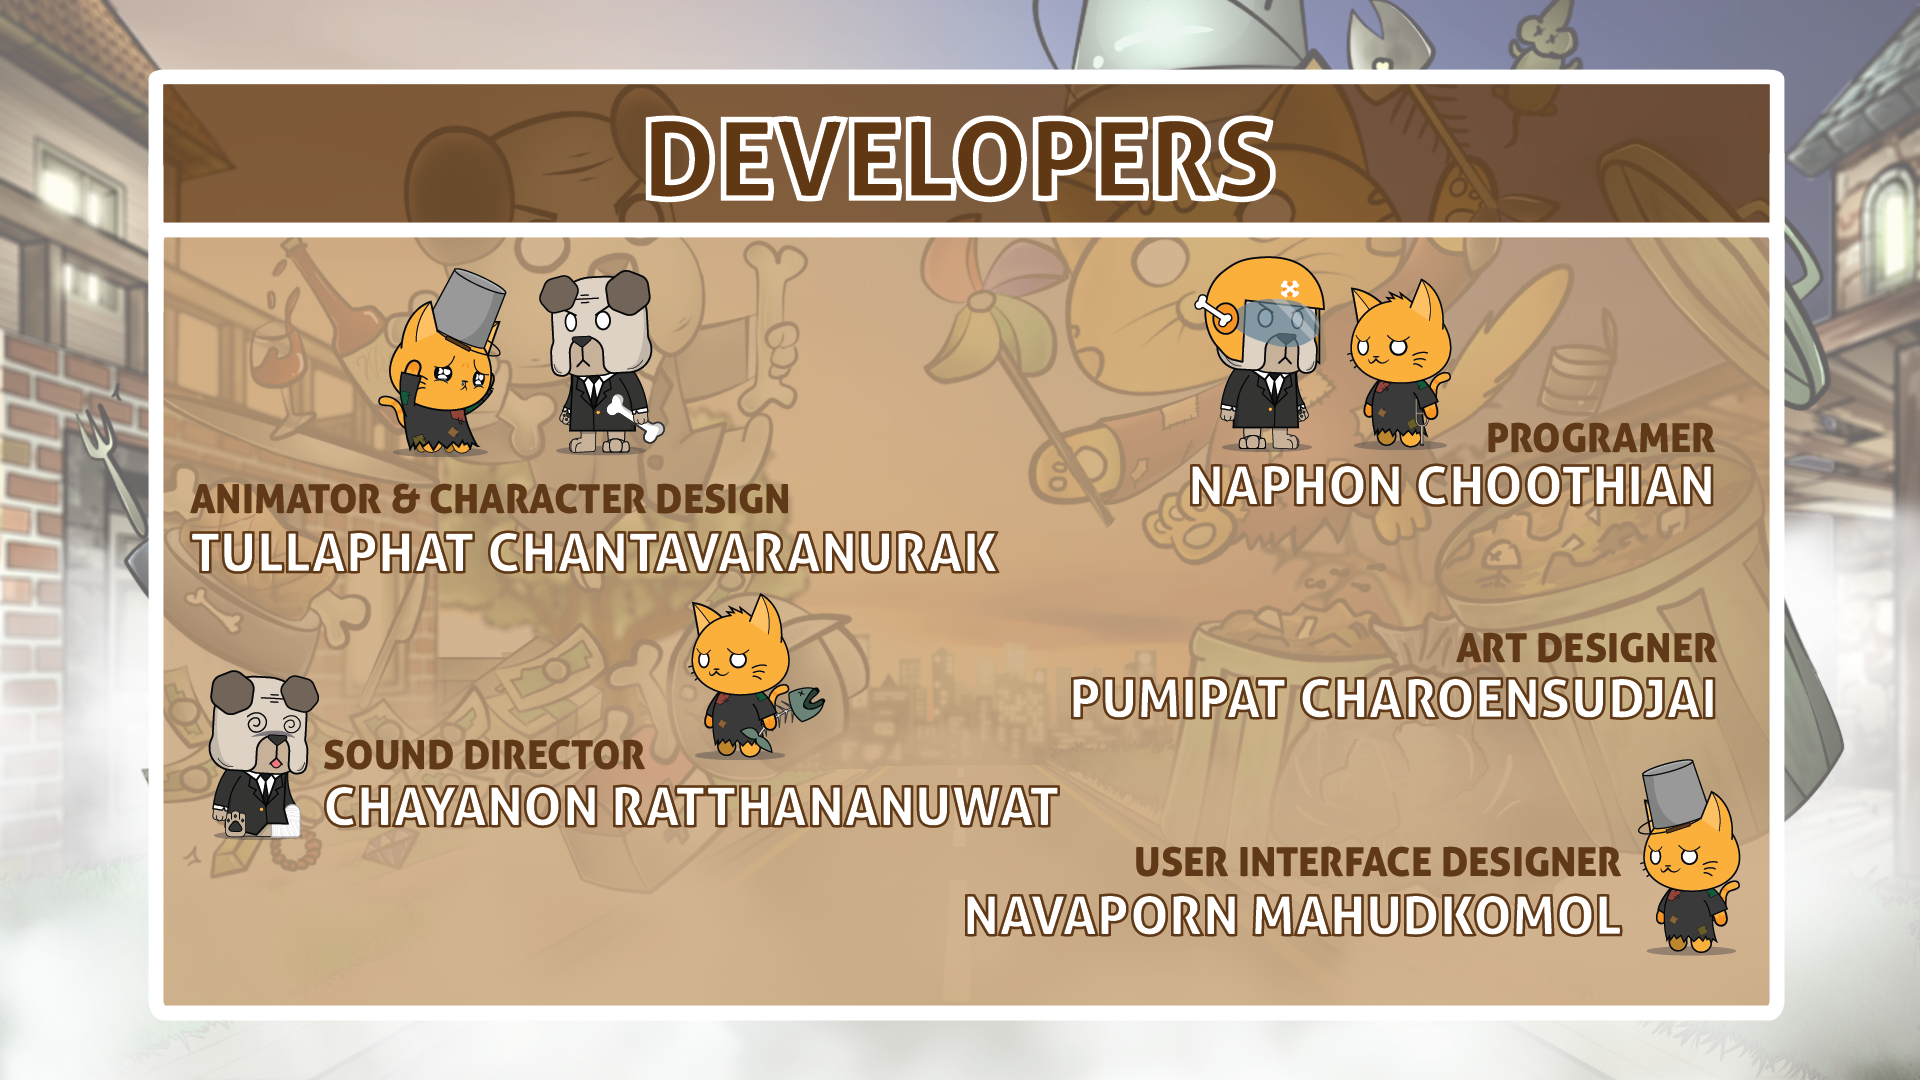 DEVELOPERS
ANIMATOR & CHARACTER DESIGN
TULLAPHAT CHANTAVARANURAK
PROGRAMER
NAPHON CHOOTHIAN
SOUND DIRECTOR
CHAYANON RATTHANANUWAT
ART DESIGNER
PUMIPAT CHAROENSUDJAI
USER INTERFACE DESIGNER
NAVAPORN MAHUDKOMOL